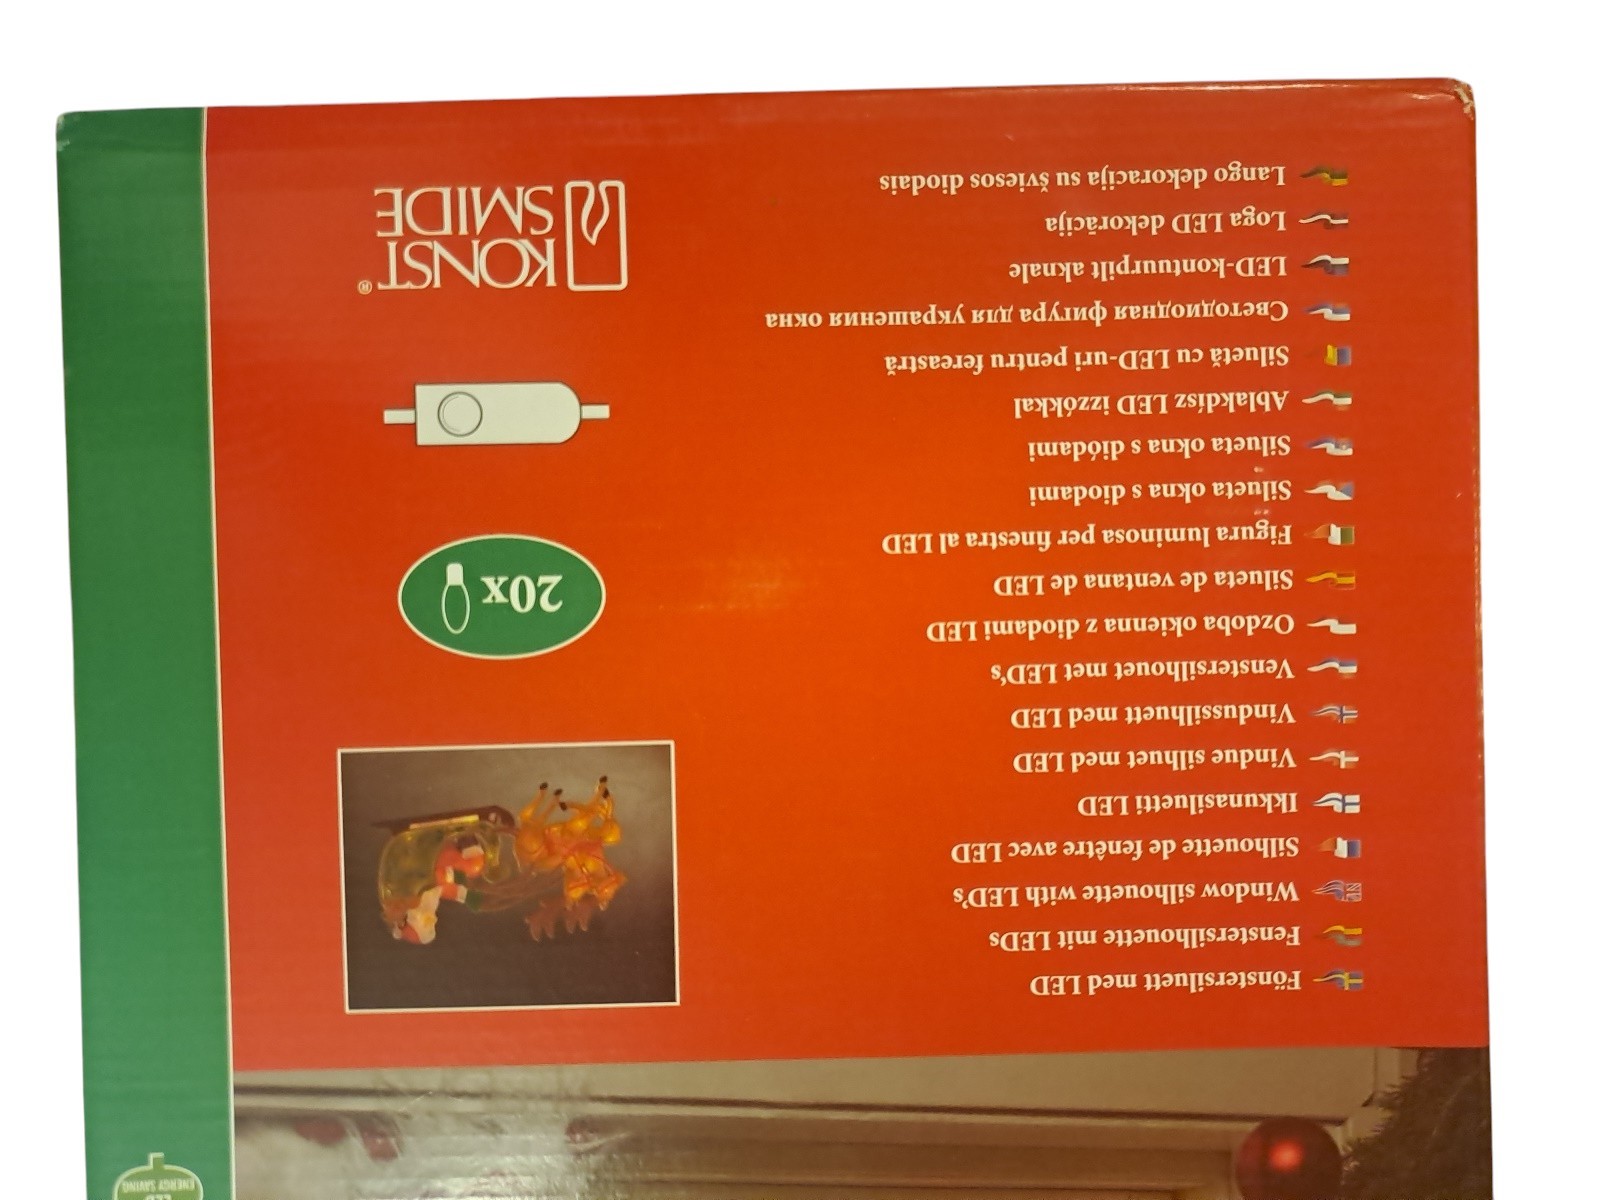 Fönstersiluett med LED
Fenstersilhouette mit LEDs
Window silhouette with LED's
Silhouette de fenêtre avec LED
Ikkunasiluetti LED
Vindue silhuet med LED
Vindussilhuett med LED
Venstersilhouet met LED's
Ozdoba okienna z diodami LED
Silueta de ventana de LED
Figura luminosa per finestra al LED
Silueta okna s diodami
Silueta okna s diódami
Ablakdísz LED izzókkal
Siluetă cu LED-uri pentru fereastră
Светодиодная фигура для украшения окна
LED-kontuurpilt aknale
Loga LED dekorācija
Lango dekoracija su šviesos diodais
20x
KONST®
SMIDE
LED
ENERGY SAVING